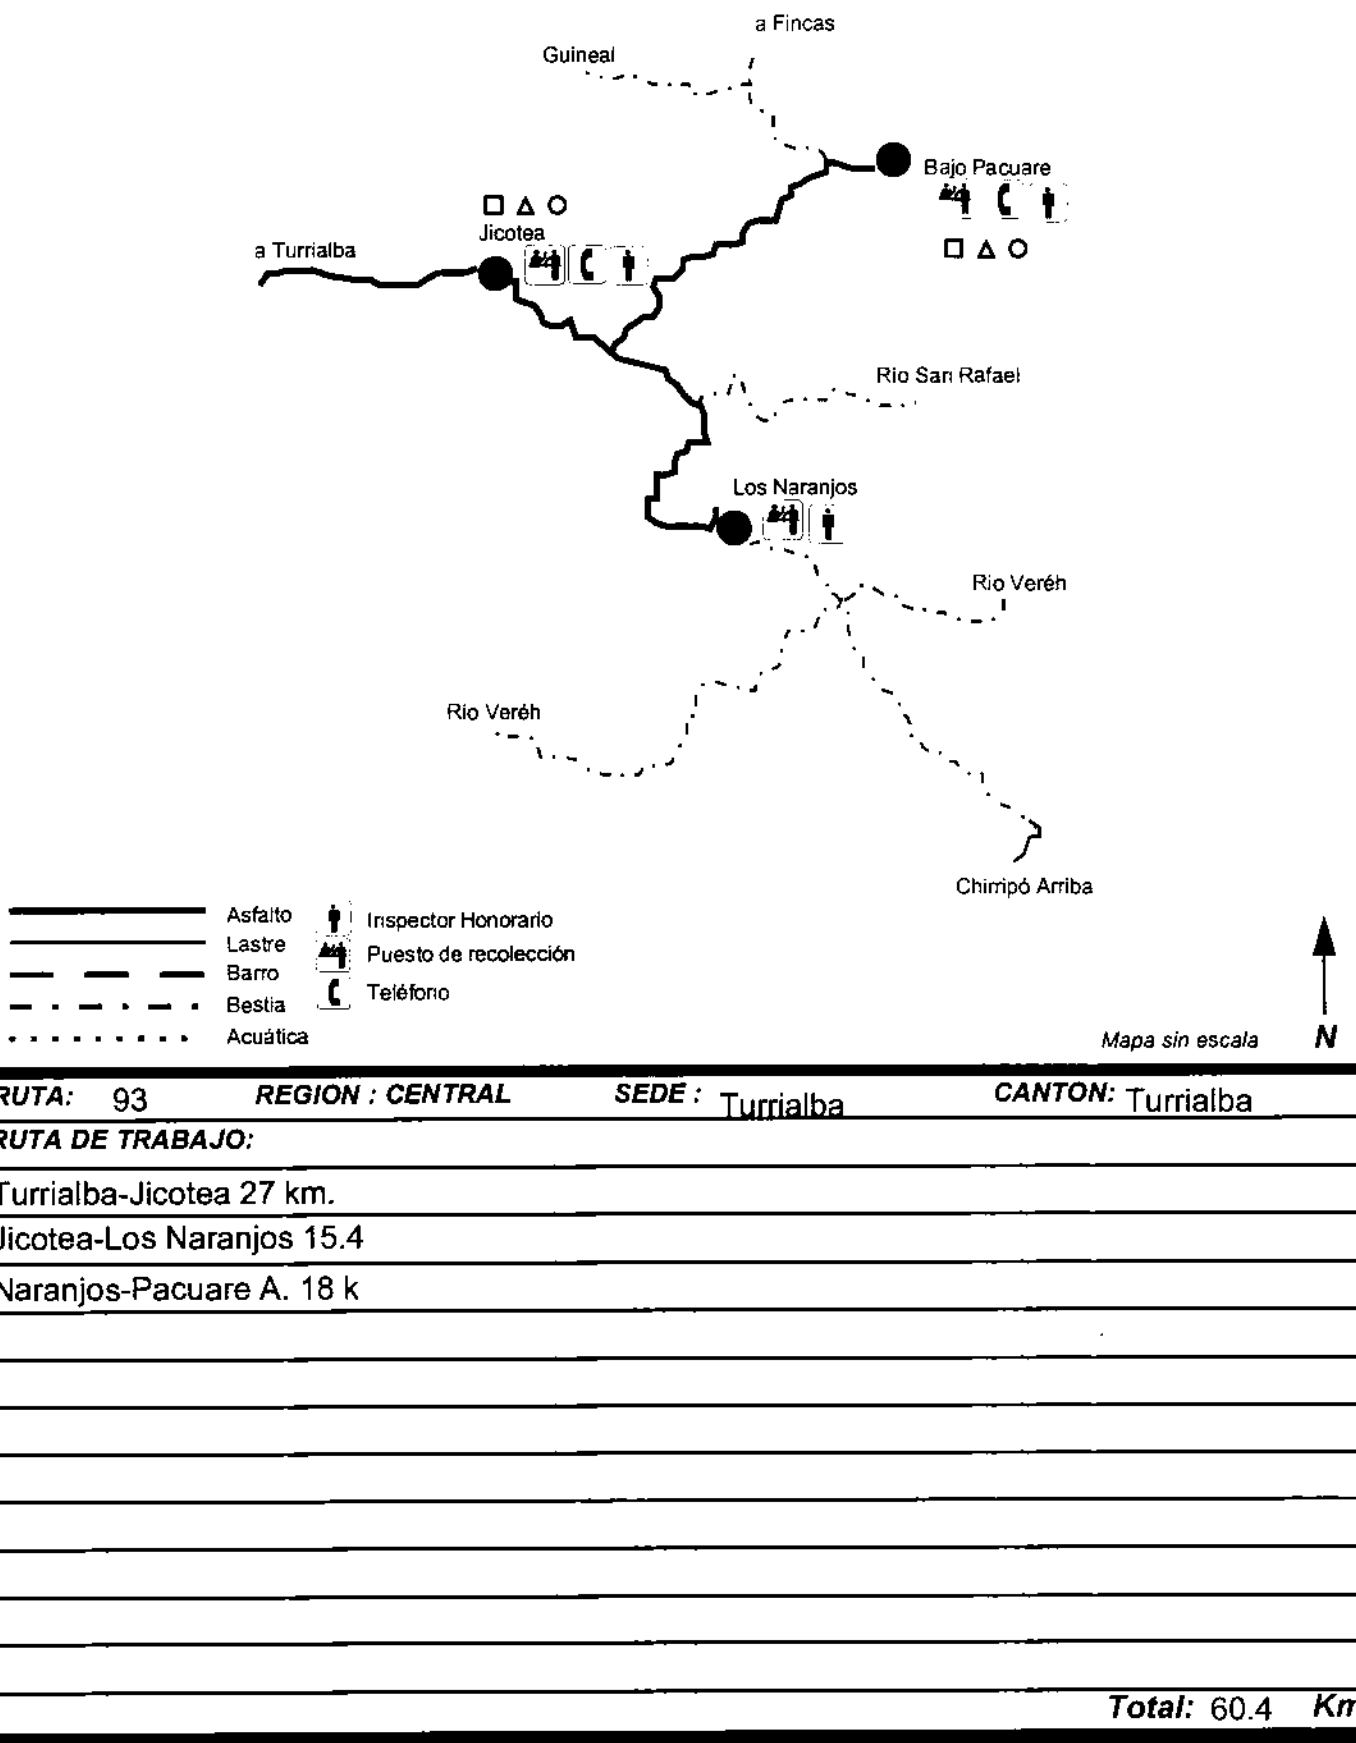 a Fincas
Guineal
Bajo Pacuare
Jicotea
a Turrialba
Rio San Rafael
Los Naranjos
Rio Veréh
Rio Veréh
Chirripó Arriba
Asfalto
Lastre
Barro
Bestia
Acuática
Inspector Honorario
Puesto de recolección
Teléfono
Mapa sin escala
N
RUTA: 93 REGION : CENTRAL SEDE : Turrialba CANTON: Turrialba
RUTA DE TRABAJO:
Turrialba-Jicotea 27 km.
Jicotea-Los Naranjos 15.4
Naranjos-Pacuare A. 18 k
Total: 60.4 Km